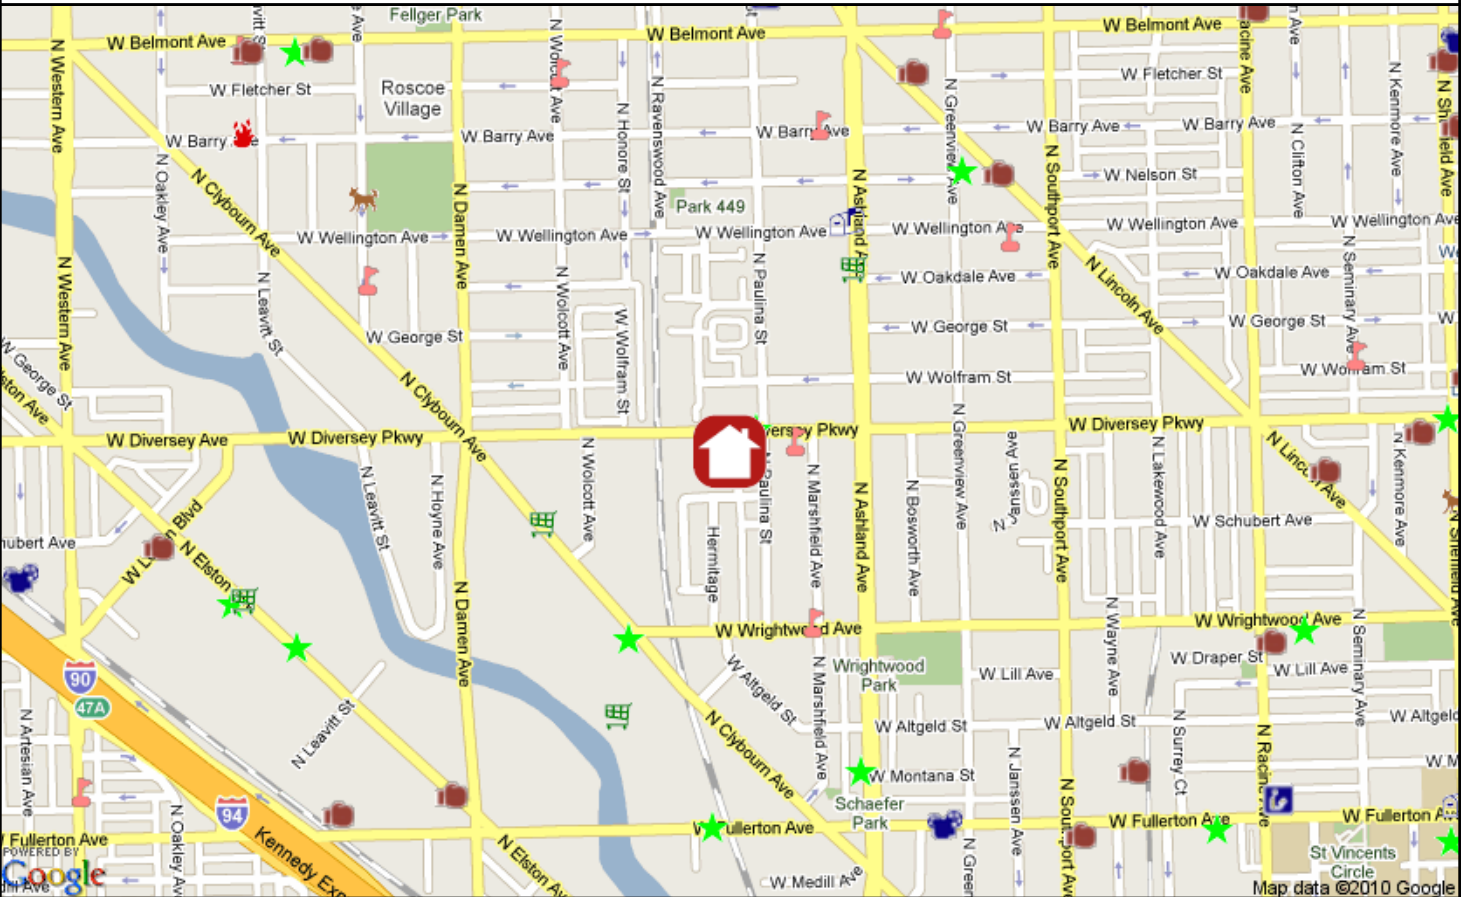 Fellger Park
W Belmont Ave
W Belmont Ave
W Belmont Ave
N Western Ave
W Fletcher St
Roscoe
Village
W Fletcher St
N Ravenswood Ave
N Honore St
N Greenview Ave
N Clifton Ave
N Kenmore Ave
W Barry
W Barry Ave
W Barry Ave
W Barry Ave
W Barry Ave
N Oakley Ave
N Clybourn Ave
N Damen Ave
Park 449
N Ashland Ave
N Southport Ave
W Nelson St
W Wellington Ave
W Wellington Ave
W Wellington Ave
W Wellington Ave
W Wellington Ave
W Wellington Ave
N Western Ave
N Leavitt St
N Wolcott Ave
N Paulina St
W Oakdale Ave
N Lincoln Ave
W Oakdale Ave
N Seminary Ave
W George St
W George St
W George St
W George St
N Wolfram St
W Wolfram St
W Wolfram St
N Clybourn Ave
W Diversey Ave
W Diversey Pkwy
versey Pkwy
W Diversey Pkwy
N Leavitt St
N Hoyne Ave
N Wolcott Ave
N Paulina St
N Marshfield Ave
N Ashland Ave
N Bosworth Ave
N Greenview Ave
N Janssen Ave
N Southport Ave
N Lakewood Ave
N Lincoln Ave
N Kenmore Ave
W Schubert Ave
hubert Ave
N Elston
Hermitage
N Damen Ave
W Wrightwood Ave
W Wrightwood Ave
N Wayne Ave
N Seminary Ave
W Draper St
W Lill Ave
W Lill Ave
Wrightwood
Park
W Altgeld St
N Marshfield Ave
W Altgeld St
W Altgeld St
W Altgeld
90
47A
N Artesian Ave
N Leavitt St
N Clybourn Ave
W Montana St
N Janssen Ave
N Surrey Ct
N Racine Ave
W M
Schaefer
Park
94
N Oakley Av
Fullerton Ave
W Fullerton Ave
W Fullerton Ave
W Fullerton Av
Kennedy Exp
N Elston Av
N Green
W Medill Ave
St Vincents
Circle
POWERED BY
Google
Map data ©2010 Google